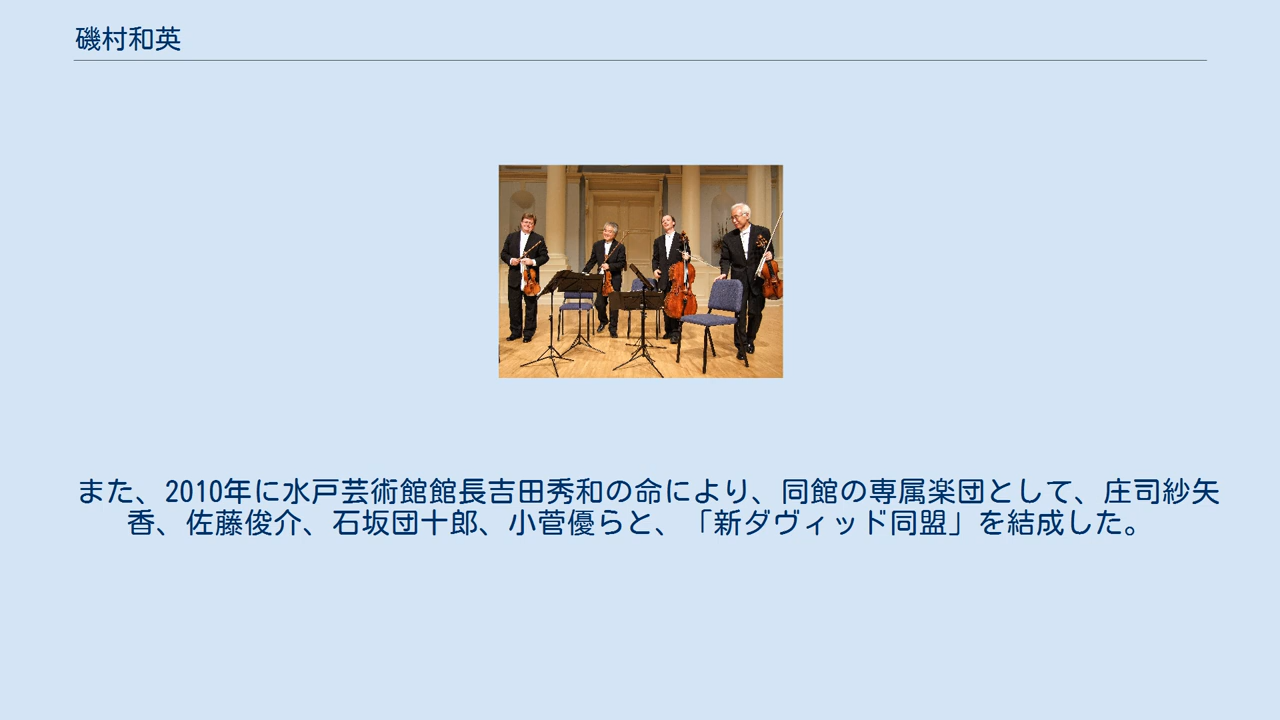 磯村和英
また、2010年に水戸芸術館館長吉田秀和の命により、同館の専属楽団として、庄司紗矢
香、佐藤俊介、石坂団十郎、小菅優らと、「新ダヴィッド同盟」を結成した。